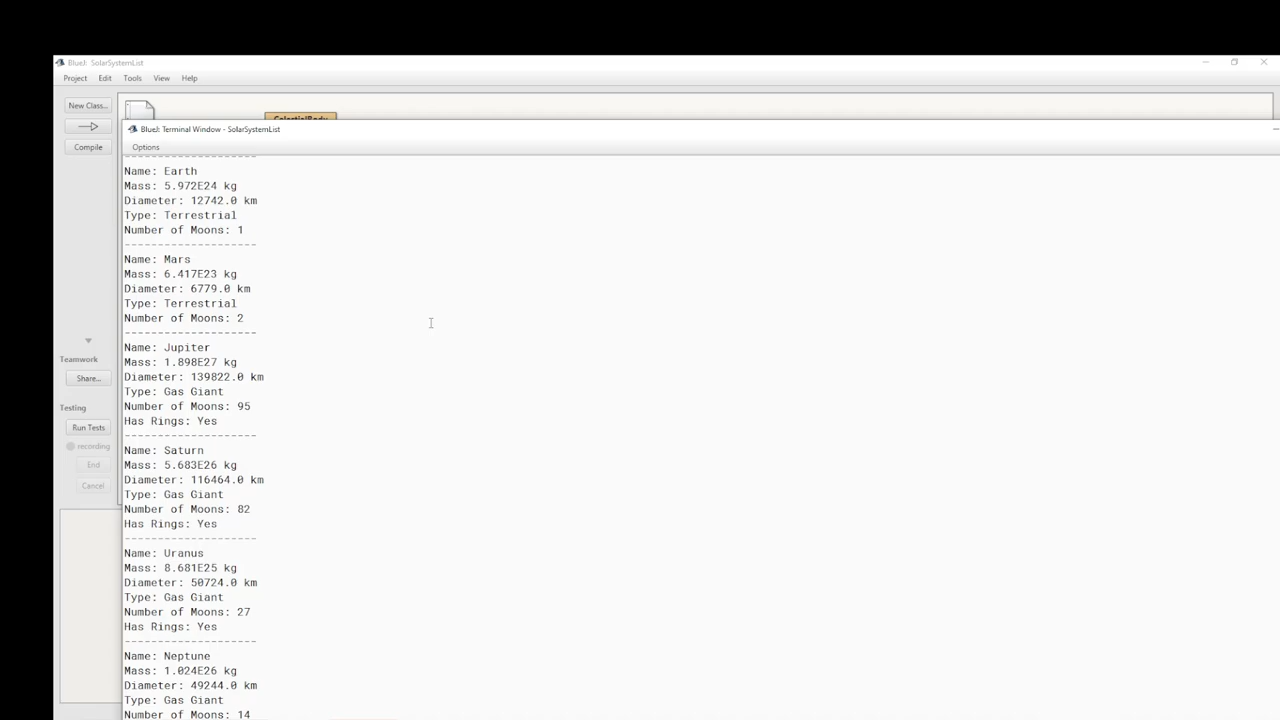 BlueJ: SolarSystemList
Project Edit Tools View Help
New Class...
CelestialBody
BlueJ: Terminal Window - SolarSystemList
Compile
Options
--------------------
Name: Earth
Mass: 5.972E24 kg
Diameter: 12742.0 km
Type: Terrestrial
Number of Moons: 1
--------------------
Name: Mars
Mass: 6.417E23 kg
Diameter: 6779.0 km
Type: Terrestrial
Number of Moons: 2
--------------------
Name: Jupiter
Mass: 1.898E27 kg
Diameter: 139822.0 km
Type: Gas Giant
Number of Moons: 95
Has Rings: Yes
--------------------
Name: Saturn
Mass: 5.683E26 kg
Diameter: 116464.0 km
Type: Gas Giant
Number of Moons: 82
Has Rings: Yes
--------------------
Name: Uranus
Mass: 8.681E25 kg
Diameter: 50724.0 km
Type: Gas Giant
Number of Moons: 27
Has Rings: Yes
--------------------
Name: Neptune
Mass: 1.024E26 kg
Diameter: 49244.0 km
Type: Gas Giant
Number of Moons: 14
Teamwork
Share...
Testing
Run Tests
recording
End
Cancel